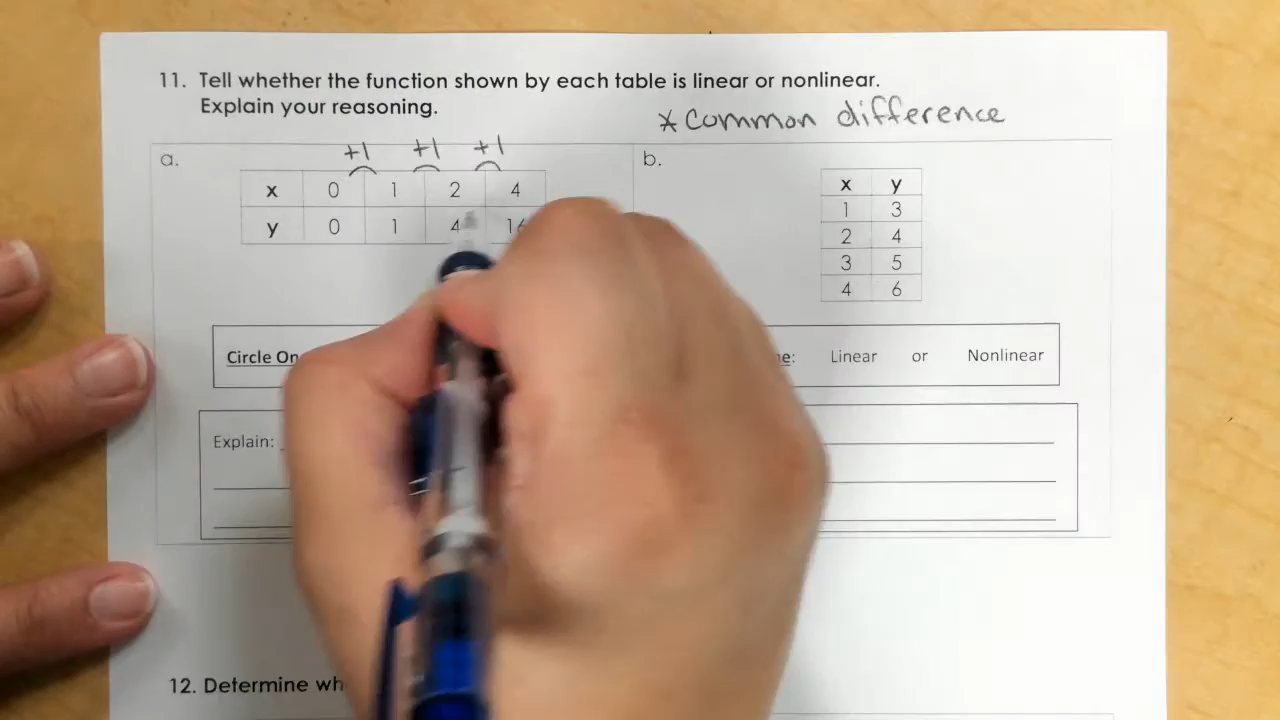 11. Tell whether the function shown by each table is linear or nonlinear.
Explain your reasoning.
* Common difference
a.
+1 +1 +1
x 0 1 2 4
y 0 1 4
b.
x y
1 3
2 4
3 5
4 6
Circle
Linear or Nonlinear
Explain:
12. Determine